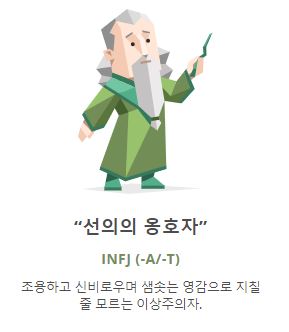 “선의의 옹호자”
INFJ (-A/-T)
조용하고 신비로우며 샘솟는 영감으로 지칠
줄 모르는 이상주의자.